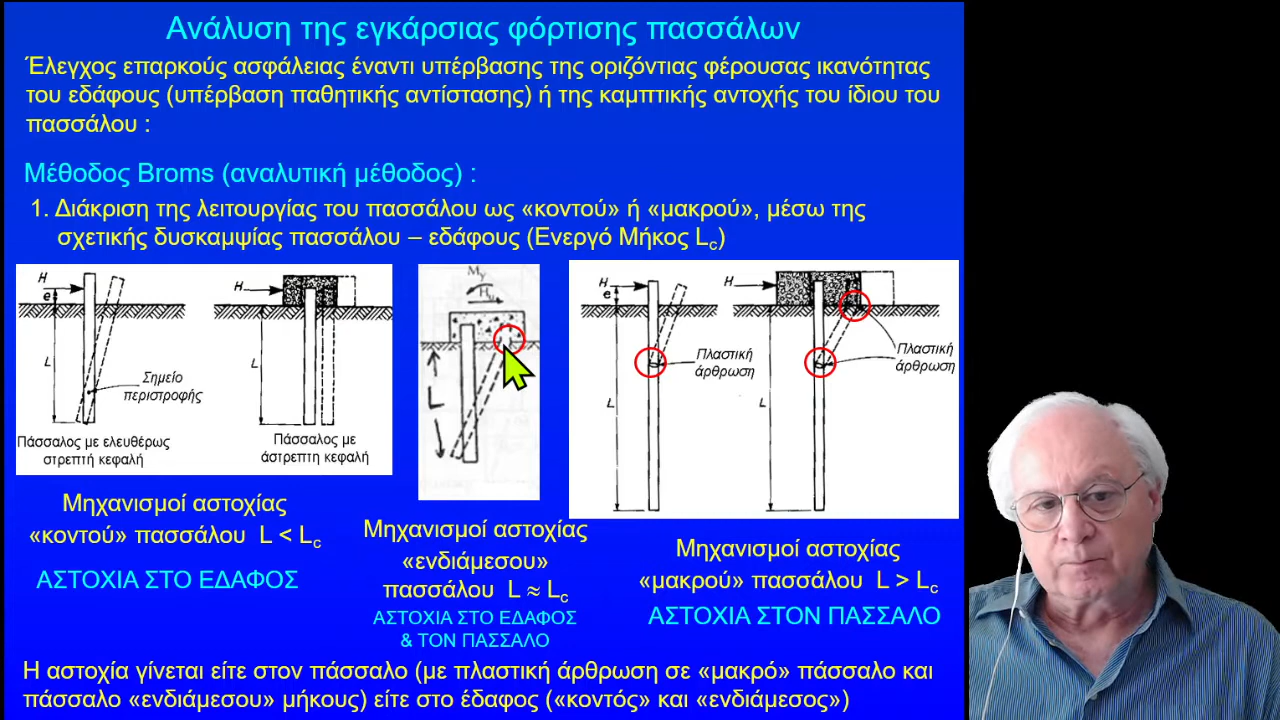 Ανάλυση της εγκάρσιας φόρτισης πασσάλων
Έλεγχος επαρκούς ασφάλειας έναντι υπέρβασης της οριζόντιας φέρουσας ικανότητας
του εδάφους (υπέρβαση παθητικής αντίστασης) ή της καμπτικής αντοχής του ίδιου του
πασσάλου :
Μέθοδος Broms (αναλυτική μέθοδος) :
1. Διάκριση της λειτουργίας του πασσάλου ως «κοντού» ή «μακρού», μέσω της
σχετικής δυσκαμψίας πασσάλου – εδάφους (Ενεργό Μήκος Lc)
H
e
L
Σημείο
περιστροφής
Πάσσαλος με ελευθέρως
στρεπτή κεφαλή
H
L
Πάσσαλος με
άστρεπτη κεφαλή
My
Hu
L
H
e
L
Πλαστική
άρθρωση
H
L
Πλαστική
άρθρωση
Μηχανισμοί αστοχίας
«κοντού» πασσάλου L < Lc
ΑΣΤΟΧΙΑ ΣΤΟ ΕΔΑΦΟΣ
Μηχανισμοί αστοχίας
«ενδιάμεσου»
πασσάλου L ≈ Lc
ΑΣΤΟΧΙΑ ΣΤΟ ΕΔΑΦΟΣ
& ΤΟΝ ΠΑΣΣΑΛΟ
Μηχανισμοί αστοχίας
«μακρού» πασσάλου L > Lc
ΑΣΤΟΧΙΑ ΣΤΟΝ ΠΑΣΣΑΛΟ
Η αστοχία γίνεται είτε στον πάσσαλο (με πλαστική άρθρωση σε «μακρό» πάσσαλο και
πάσσαλο «ενδιάμεσου» μήκους) είτε στο έδαφος («κοντός» και «ενδιάμεσος»)